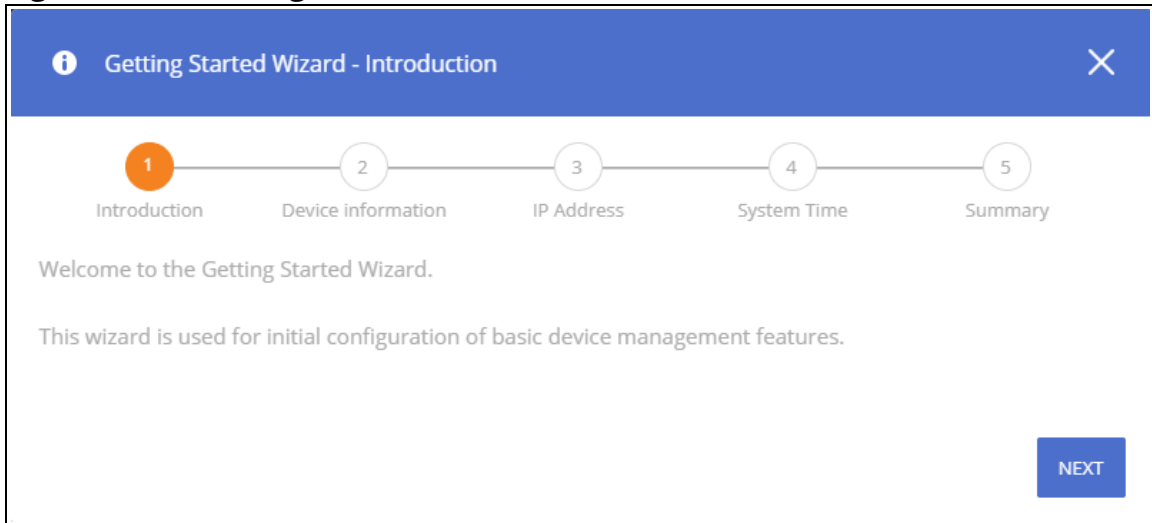 Getting Started Wizard - Introduction
1 2 3 4 5
Introduction Device information IP Address System Time Summary
Welcome to the Getting Started Wizard.
This wizard is used for initial configuration of basic device management features.
NEXT